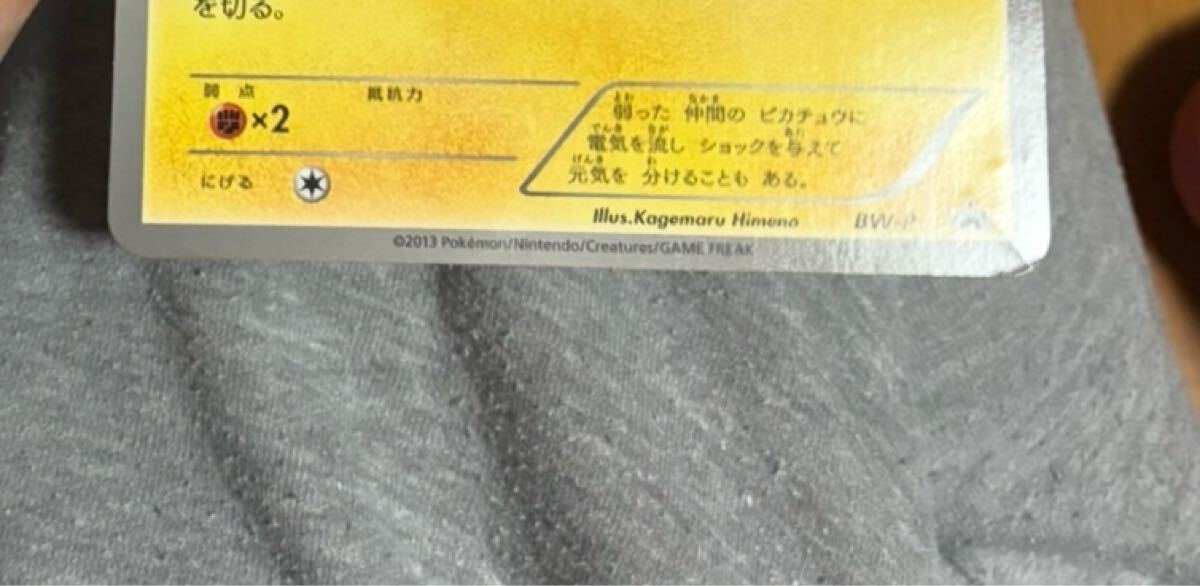 を切る。
弱点 抵抗力
×2
にげる
弱った 仲間の ピカチュウに
電気を流し ショックを与えて
元気を 分けることも ある。
Illus.Kagemaru Himeno BW-P
©2013 Pokémon/Nintendo/Creatures/GAME FREAK